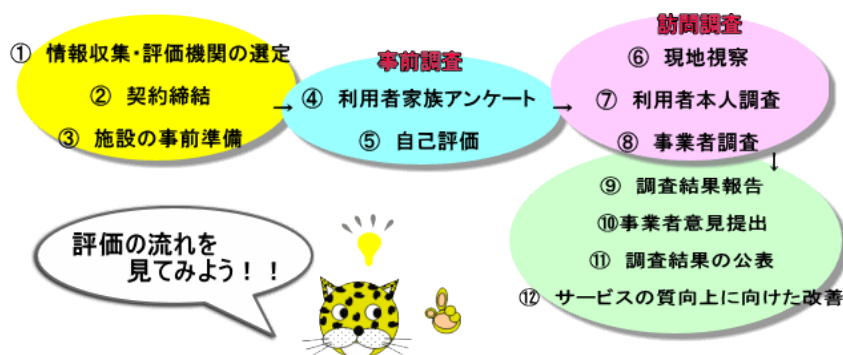 ① 情報収集・評価機関の選定
② 契約締結
③ 施設の事前準備
事前調査
④ 利用者家族アンケート
⑤ 自己評価
訪問調査
⑥ 現地視察
⑦ 利用者本人調査
⑧ 事業者調査
⑨ 調査結果報告
⑩事業者意見提出
⑪ 調査結果の公表
⑫ サービスの質向上に向けた改善
評価の流れを
見てみよう！！